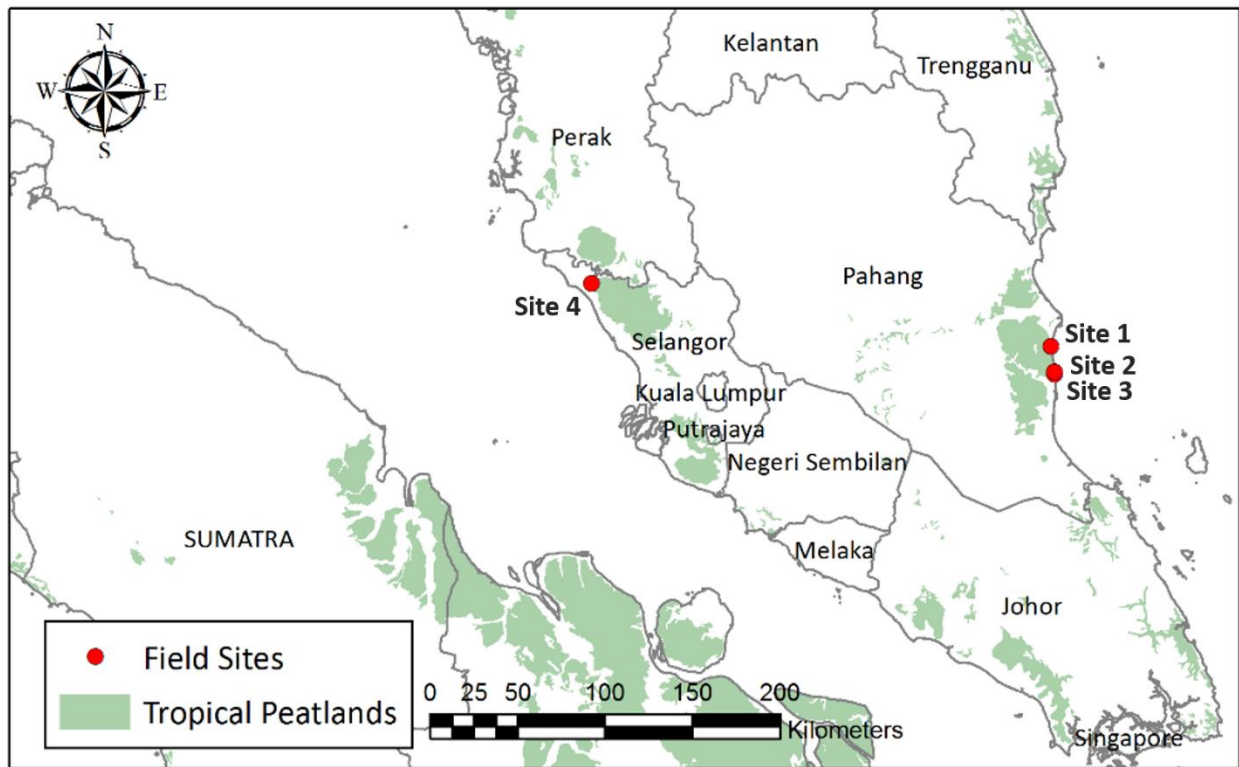 N
W E
S
Kelantan
Trengganu
Perak
Pahang
Site 4
Selangor
Site 1
Site 2
Site 3
Kuala Lumpur
Putrajaya
Negeri Sembilan
SUMATRA
Melaka
Johor
Singapore
Field Sites
Tropical Peatlands
0 25 50 100 150 200
Kilometers